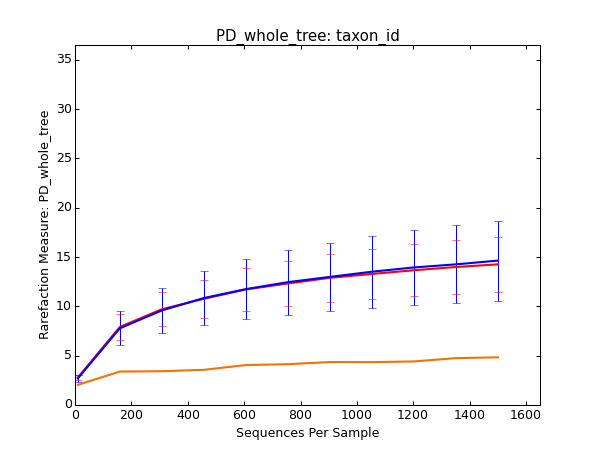 PD_whole_tree: taxon_id
Rarefaction Measure: PD_whole_tree
35
30
25
20
15
10
5
0
0 200 400 600 800 1000 1200 1400 1600
Sequences Per Sample